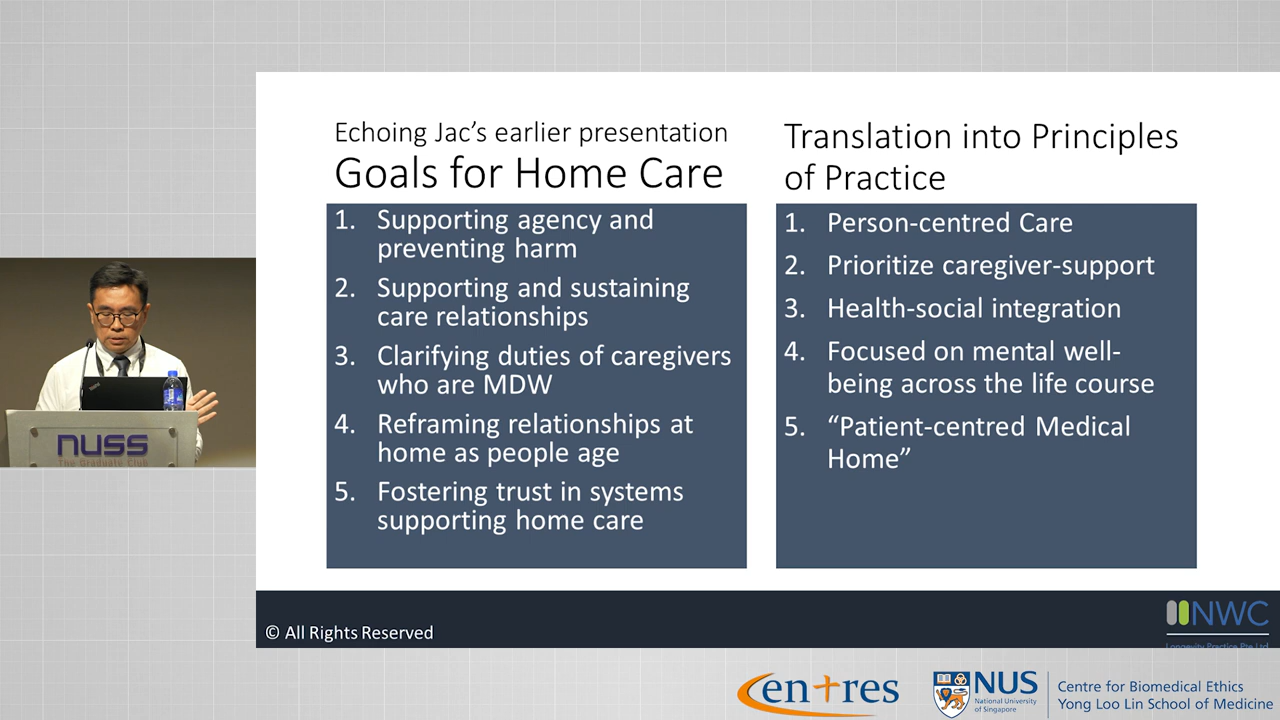 Echoing Jac's earlier presentation
Goals for Home Care
1. Supporting agency and
preventing harm
2. Supporting and sustaining
care relationships
3. Clarifying duties of caregivers
who are MDW
4. Reframing relationships at
home as people age
5. Fostering trust in systems
supporting home care
Translation into Principles
of Practice
1. Person-centred Care
2. Prioritize caregiver-support
3. Health-social integration
4. Focused on mental well-
being across the life course
5. “Patient-centred Medical
Home”
nuss
The Graduate Club
© All Rights Reserved
NWC
Longevity Practice Pte Ltd
centres
NUS
National University
of Singapore
Centre for Biomedical Ethics
Yong Loo Lin School of Medicine